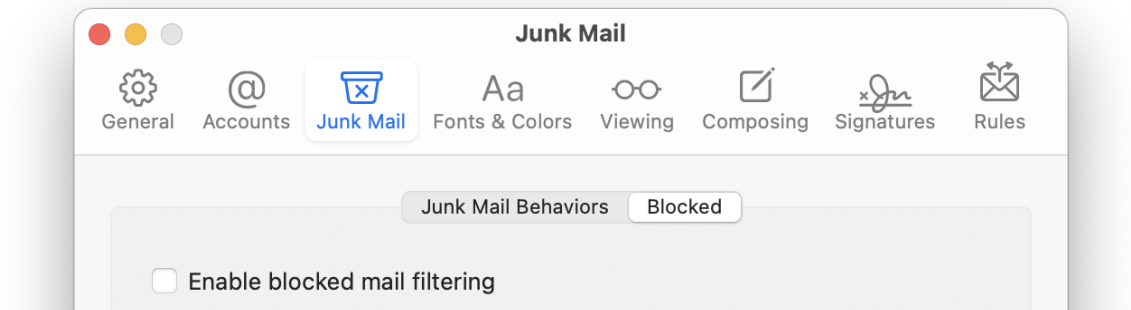 Junk Mail
General Accounts Junk Mail Fonts & Colors Viewing Composing Signatures Rules
Junk Mail Behaviors Blocked
Enable blocked mail filtering